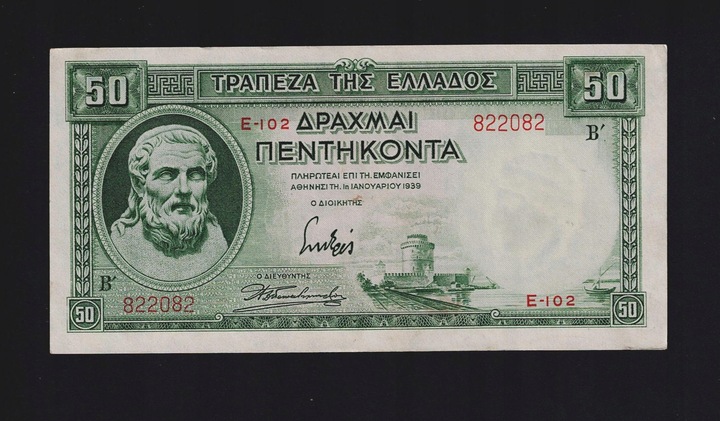 50 ΤΡΑΠΕΖΑ ΤΗΣ ΕΛΛΑΔΟΣ 50
E-102 ΔΡΑΧΜΑΙ 822082
ΠΕΝΤΗΚΟΝΤΑ Β′
ΠΛΗΡΩΤΕΑΙ ΕΠΙ ΤΗ. ΕΜΦΑΝΙΣΕΙ
ΑΘΗΝΗΣΙ ΤΗ. 1η ΙΑΝΟΥΑΡΙΟΥ 1939
Ο ΔΙΟΙΚΗΤΗΣ
Ο ΔΙΕΥΘΥΝΤΗΣ
Β′
822082 E-102
50 50